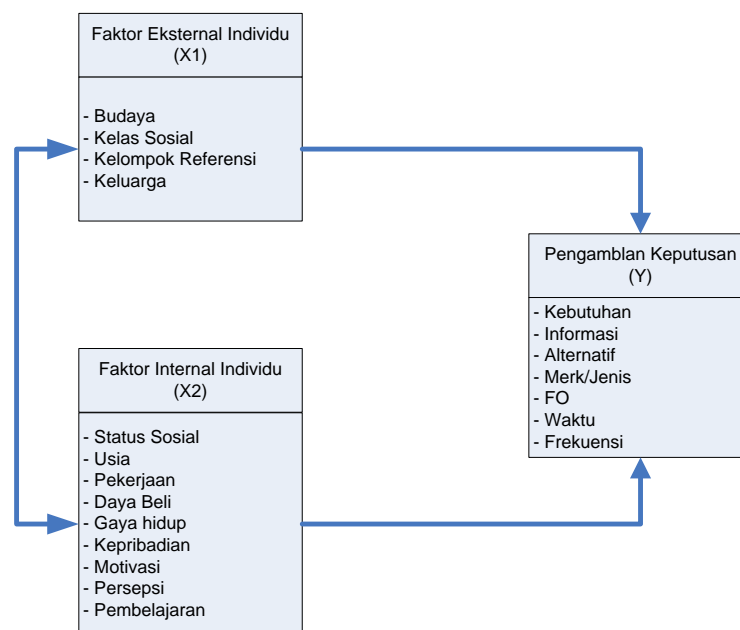 Faktor Eksternal Individu
(X1)
- Budaya
- Kelas Sosial
- Kelompok Referensi
- Keluarga
Pengamblan Keputusan
(Y)
- Kebutuhan
- Informasi
- Alternatif
- Merk/Jenis
- FO
- Waktu
- Frekuensi
Faktor Internal Individu
(X2)
- Status Sosial
- Usia
- Pekerjaan
- Daya Beli
- Gaya hidup
- Kepribadian
- Motivasi
- Persepsi
- Pembelajaran